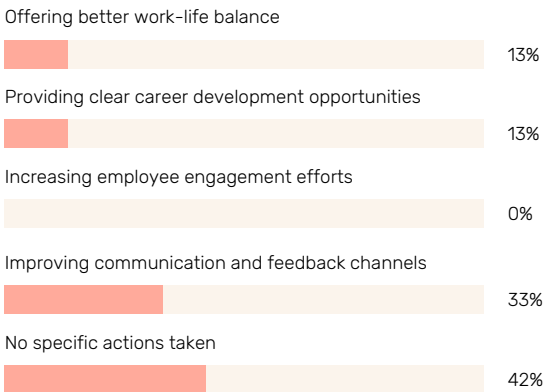 Offering better work-life balance
13%
Providing clear career development opportunities
13%
Increasing employee engagement efforts
0%
Improving communication and feedback channels
33%
No specific actions taken
42%